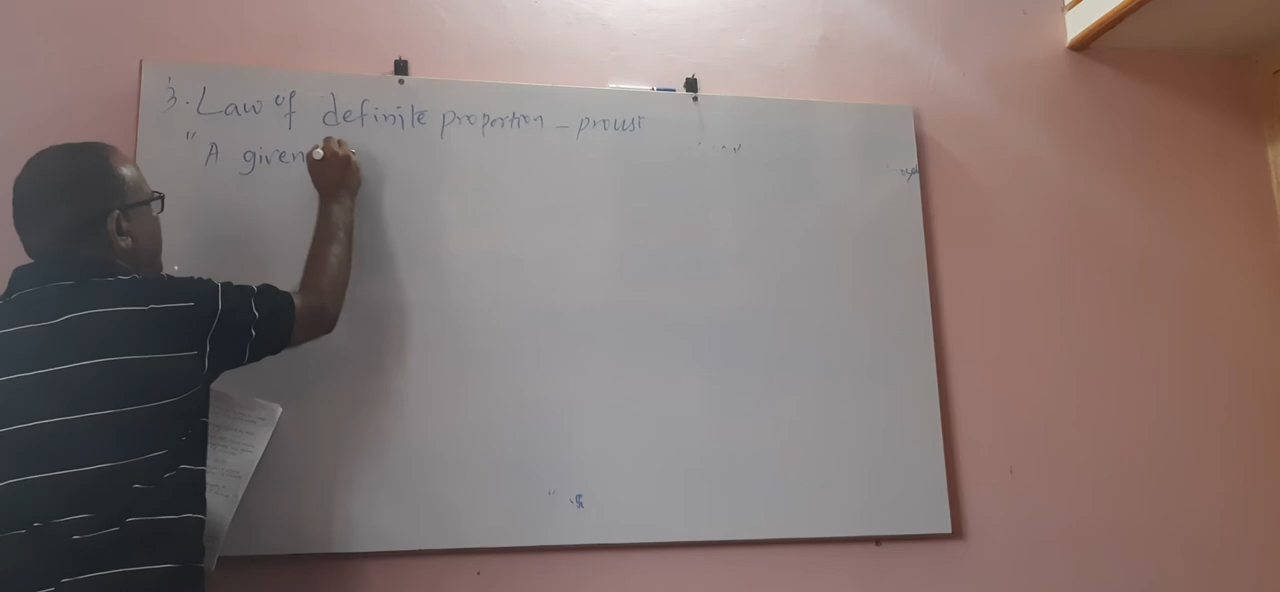 3. Law of definite proportion - proust
" A given